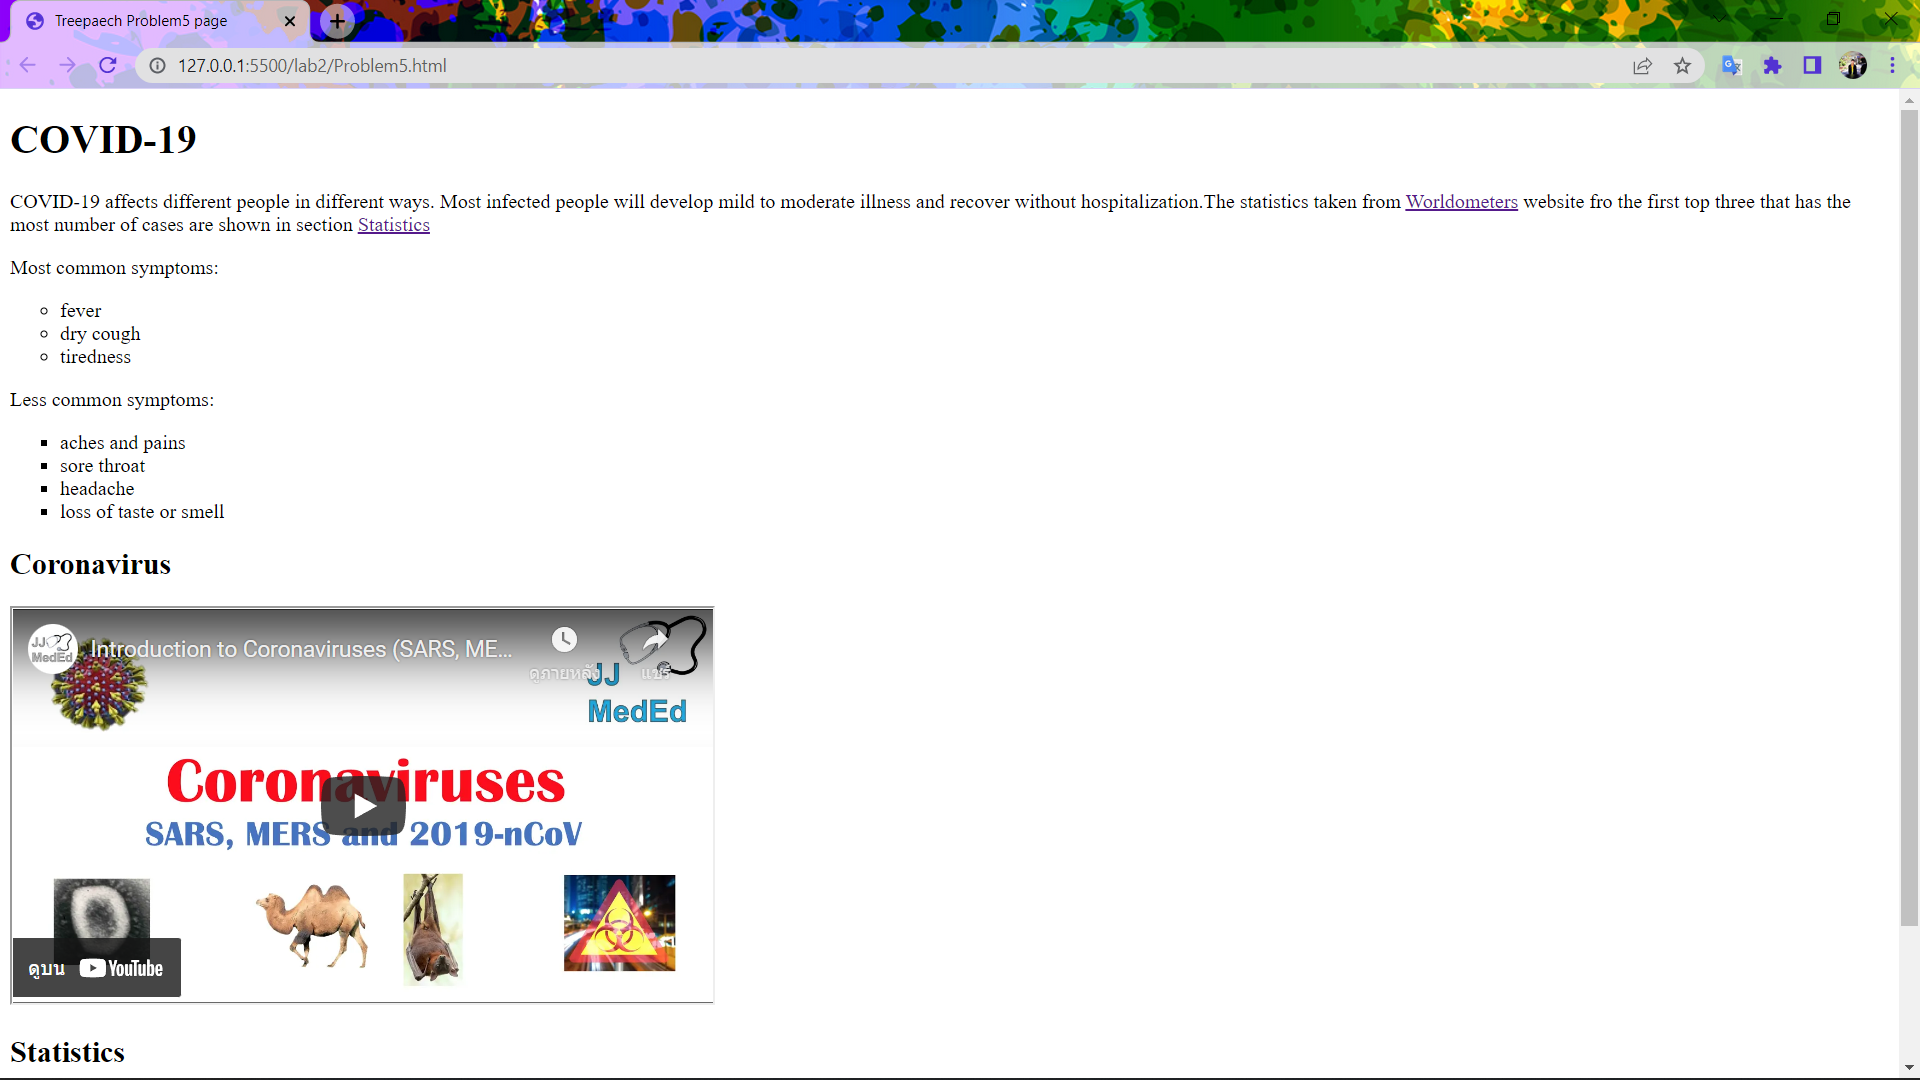 Treepaech Problem5 page
127.0.0.1:5500/lab2/Problem5.html
COVID-19
COVID-19 affects different people in different ways. Most infected people will develop mild to moderate illness and recover without hospitalization.The statistics taken from Worldometers website fro the first top three that has the
most number of cases are shown in section Statistics
Most common symptoms:
fever
dry cough
tiredness
Less common symptoms:
aches and pains
sore throat
headache
loss of taste or smell
Coronavirus
JJ MedEd
Introduction to Coronaviruses (SARS, ME...
ดูภายหลัง
แชร์
JJ
MedEd
Coronaviruses
SARS, MERS and 2019-nCoV
ดูบน YouTube
Statistics